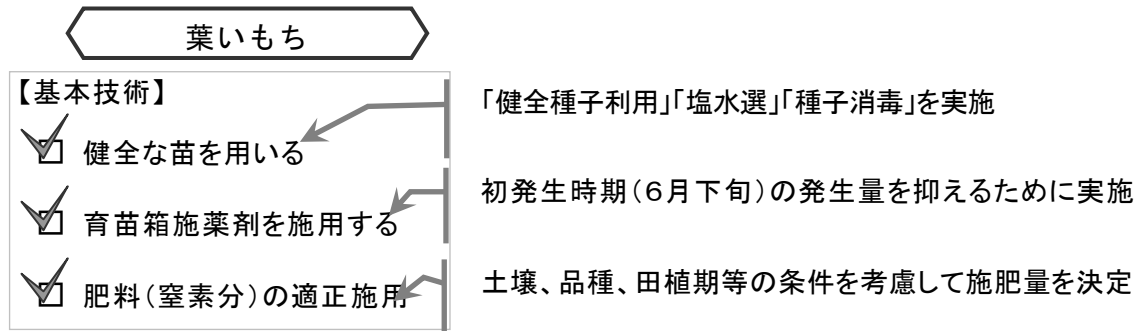 葉いもち
【基本技術】
「健全種子利用」「塩水選」「種子消毒」を実施
健全な苗を用いる
初発生時期（６月下旬）の発生量を抑えるために実施
育苗箱施薬剤を施用する
土壌、品種、田植期等の条件を考慮して施肥量を決定
肥料（窒素分）の適正施用